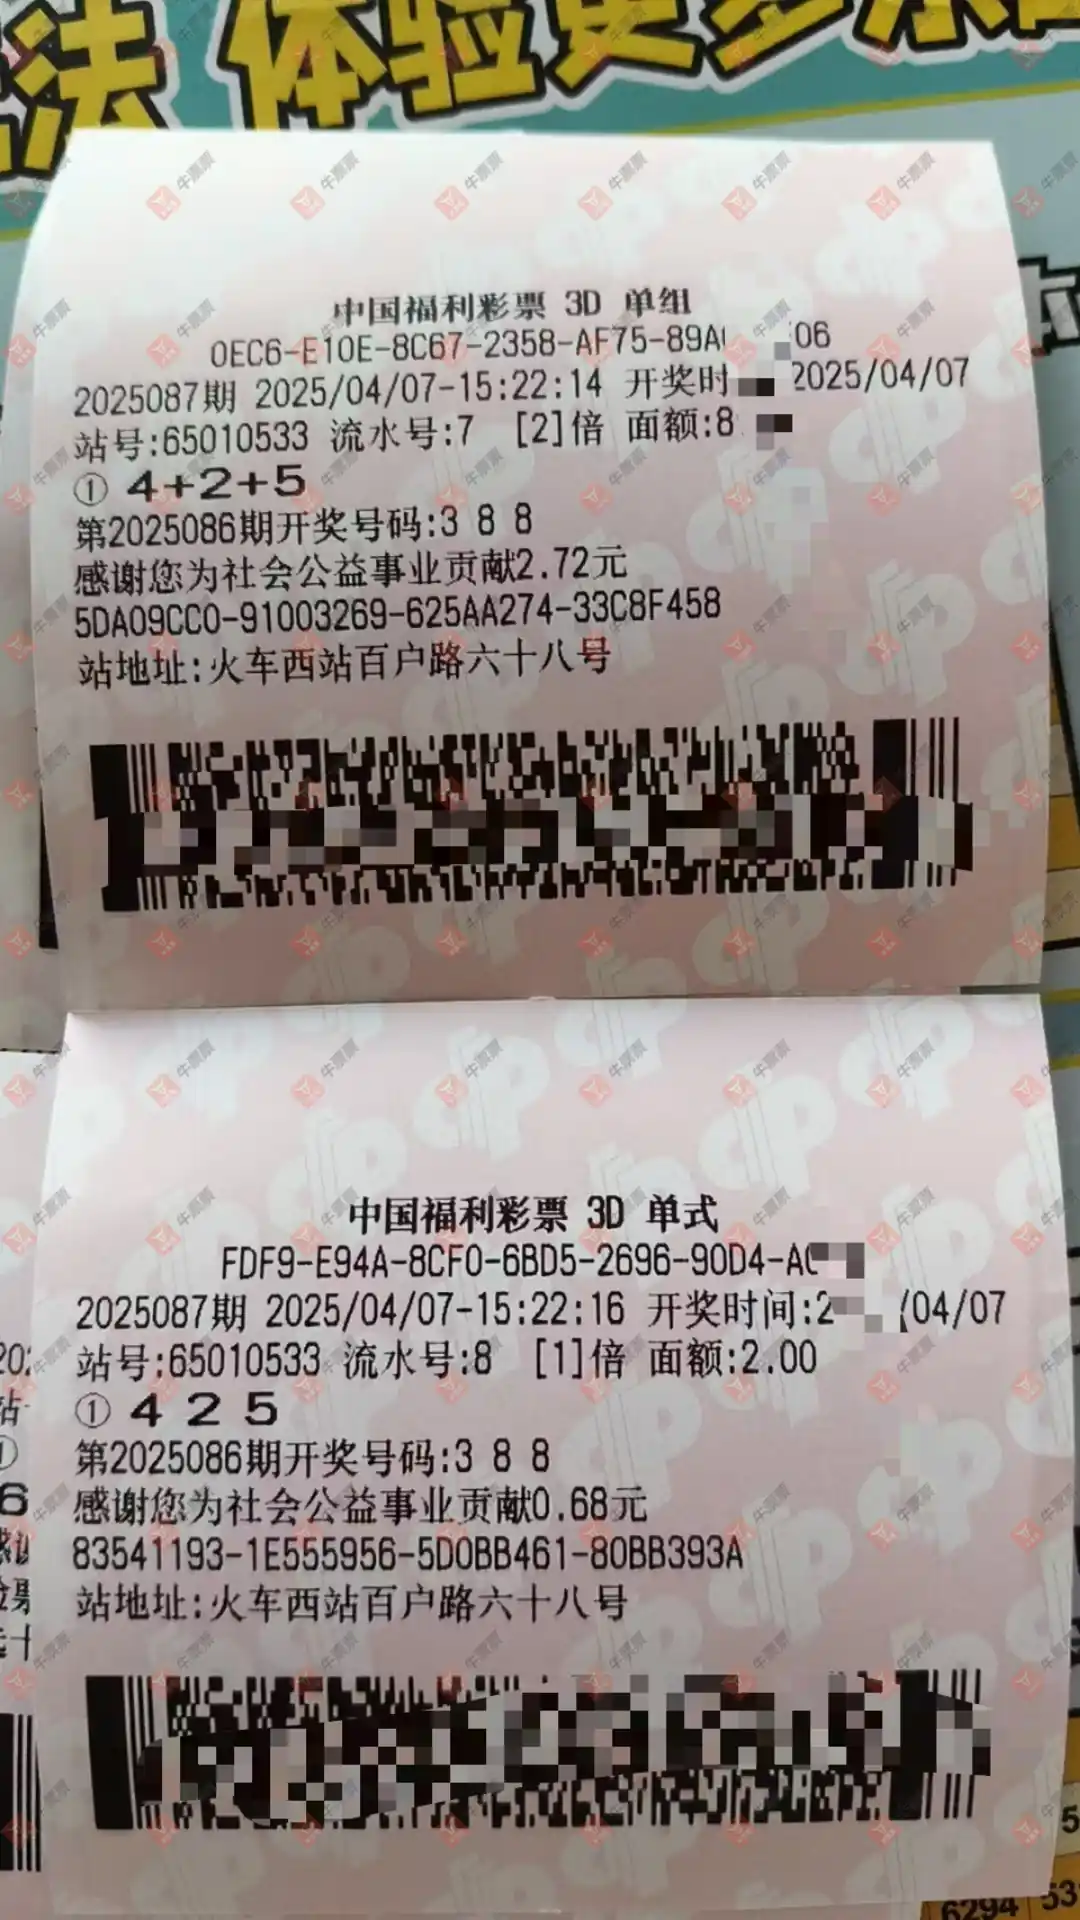 法 体验更多乐
中国福利彩票 3D 单组
0EC6-E10E-8C67-2358-AF75-89A 06
2025087期 2025/04/07-15:22:14 开奖时 2025/04/07
站号:65010533 流水号:7 [2]倍 面额:8
① 4+2+5
第2025086期开奖号码:3 8 8
感谢您为社会公益事业贡献2.72元
5DA09CC0-91003269-625AA274-33C8F458
站地址:火车西站百户路六十八号
中国福利彩票 3D 单式
FDF9-E94A-8CF0-6BD5-2696-90D4-A
2025087期 2025/04/07-15:22:16 开奖时间:2 /04/07
站号:65010533 流水号:8 [1]倍 面额:2.00
① 4 2 5
第2025086期开奖号码:3 8 8
感谢您为社会公益事业贡献0.68元
83541193-1E555956-5D0BB461-80BB393A
站地址:火车西站百户路六十八号
6294 53
牛票票